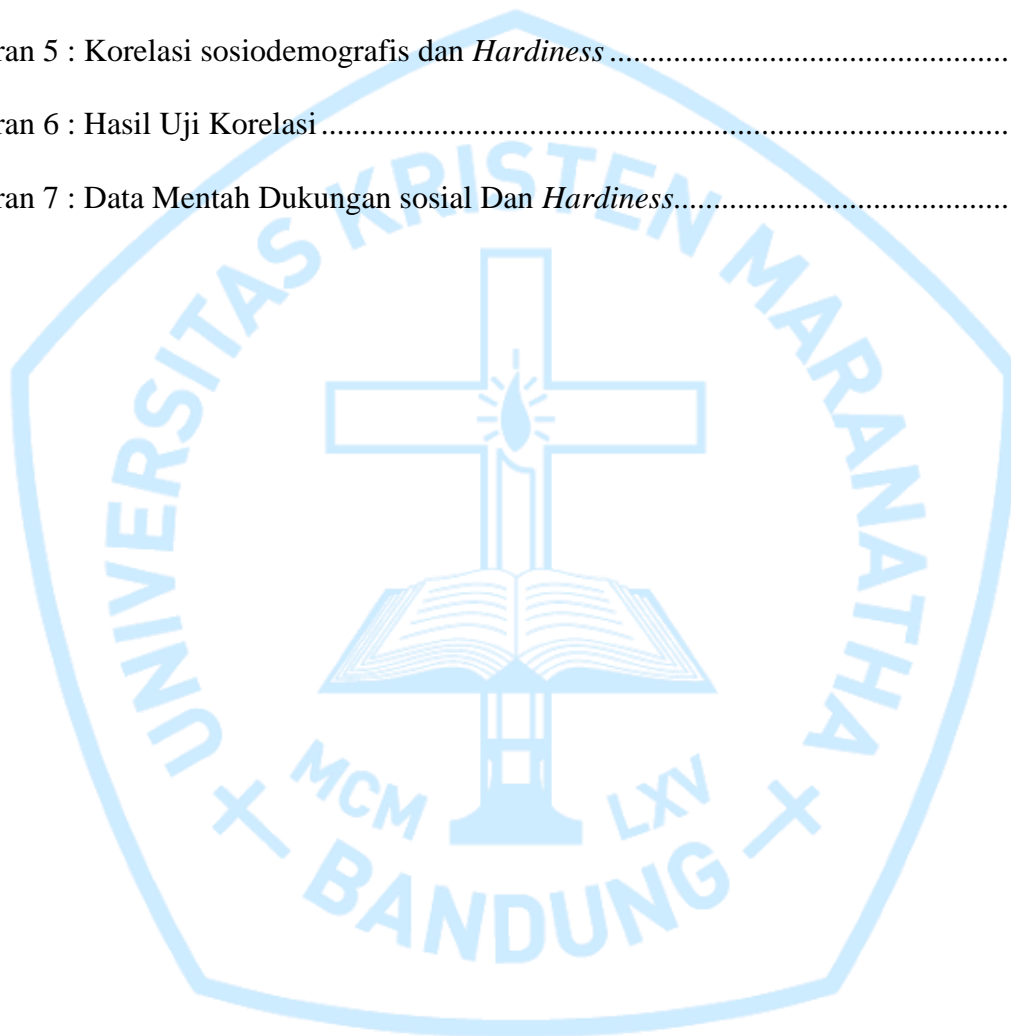 ran 5 : Korelasi sosiodemografis dan Hardiness ..................................................
ran 6 : Hasil Uji Korelasi ......................................................................................
ran 7 : Data Mentah Dukungan sosial Dan Hardiness..........................................
UNIVERSITAS KRISTEN MARANATHA
MCM LXV
BANDUNG